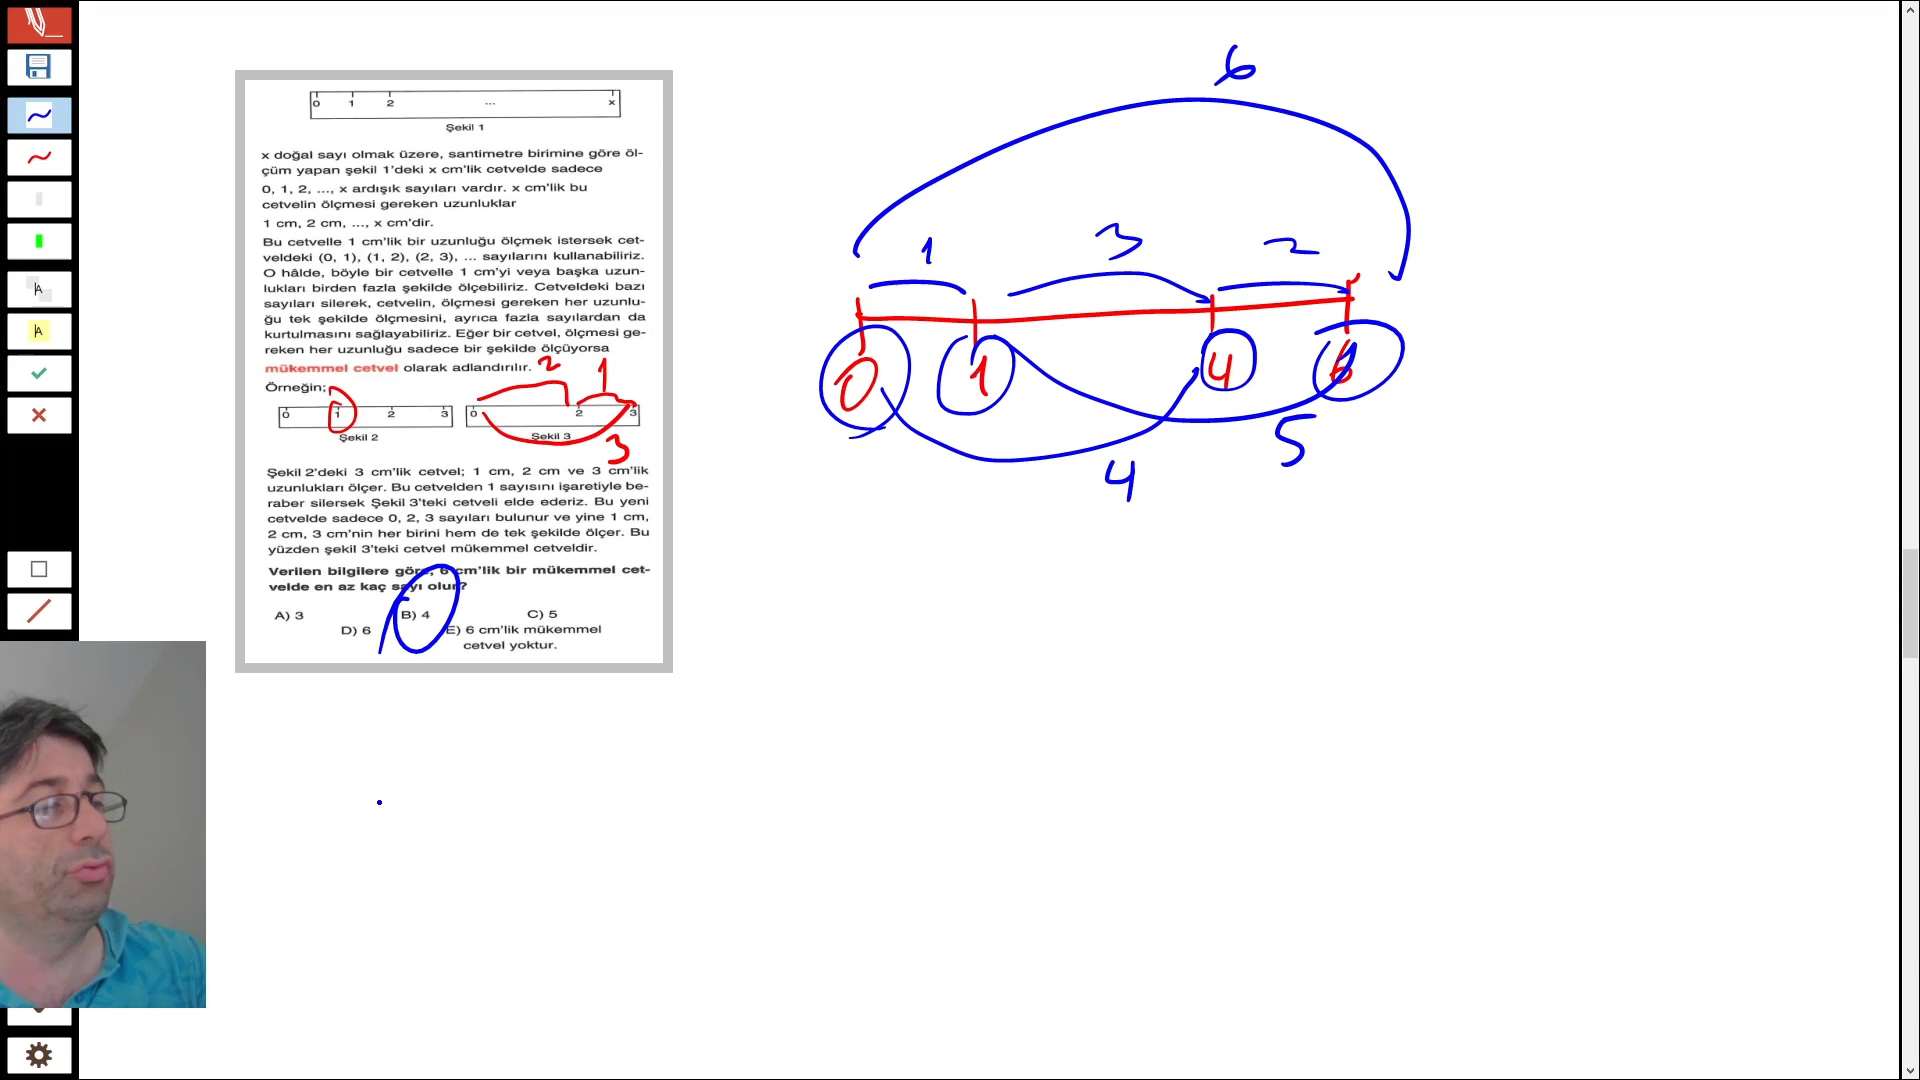 0 1 2 ... x
Şekil 1
x doğal sayı olmak üzere, santimetre birimine göre öl-
çüm yapan şekil 1'deki x cm'lik cetvelde sadece
0, 1, 2, ..., x ardışık sayıları vardır. x cm'lik bu
cetvelin ölçmesi gereken uzunluklar
1 cm, 2 cm, ..., x cm'dir.
Bu cetvelle 1 cm'lik bir uzunluğu ölçmek istersek cet-
veldeki (0, 1), (1, 2), (2, 3), ... sayılarını kullanabiliriz.
O hâlde, böyle bir cetvelle 1 cm'yi veya başka uzun-
lukları birden fazla şekilde ölçebiliriz. Cetveldeki bazı
sayıları silerek, cetvelin, ölçmesi gereken her uzunlu-
ğu tek şekilde ölçmesini, ayrıca fazla sayılardan da
kurtulmasını sağlayabiliriz. Eğer bir cetvel, ölçmesi ge-
reken her uzunluğu sadece bir şekilde ölçüyorsa
mükemmel cetvel olarak adlandırılır.
2 1
Örneğin;
0 1 2 3
0 2 3
Şekil 2
Şekil 3
3
Şekil 2'deki 3 cm'lik cetvel; 1 cm, 2 cm ve 3 cm'lik
uzunlukları ölçer. Bu cetvelden 1 sayısını işaretiyle be-
raber silersek Şekil 3'teki cetveli elde ederiz. Bu yeni
cetvelde sadece 0, 2, 3 sayıları bulunur ve yine 1 cm,
2 cm, 3 cm'nin her birini hem de tek şekilde ölçer. Bu
yüzden şekil 3'teki cetvel mükemmel cetveldir.
Verilen bilgilere göre, 6 cm'lik bir mükemmel cet-
velde en az kaç sayı olur?
A) 3 B) 4 C) 5
D) 6 E) 6 cm'lik mükemmel
cetvel yoktur.
6
1 3 2
0 1 4 6
5
4
A
A